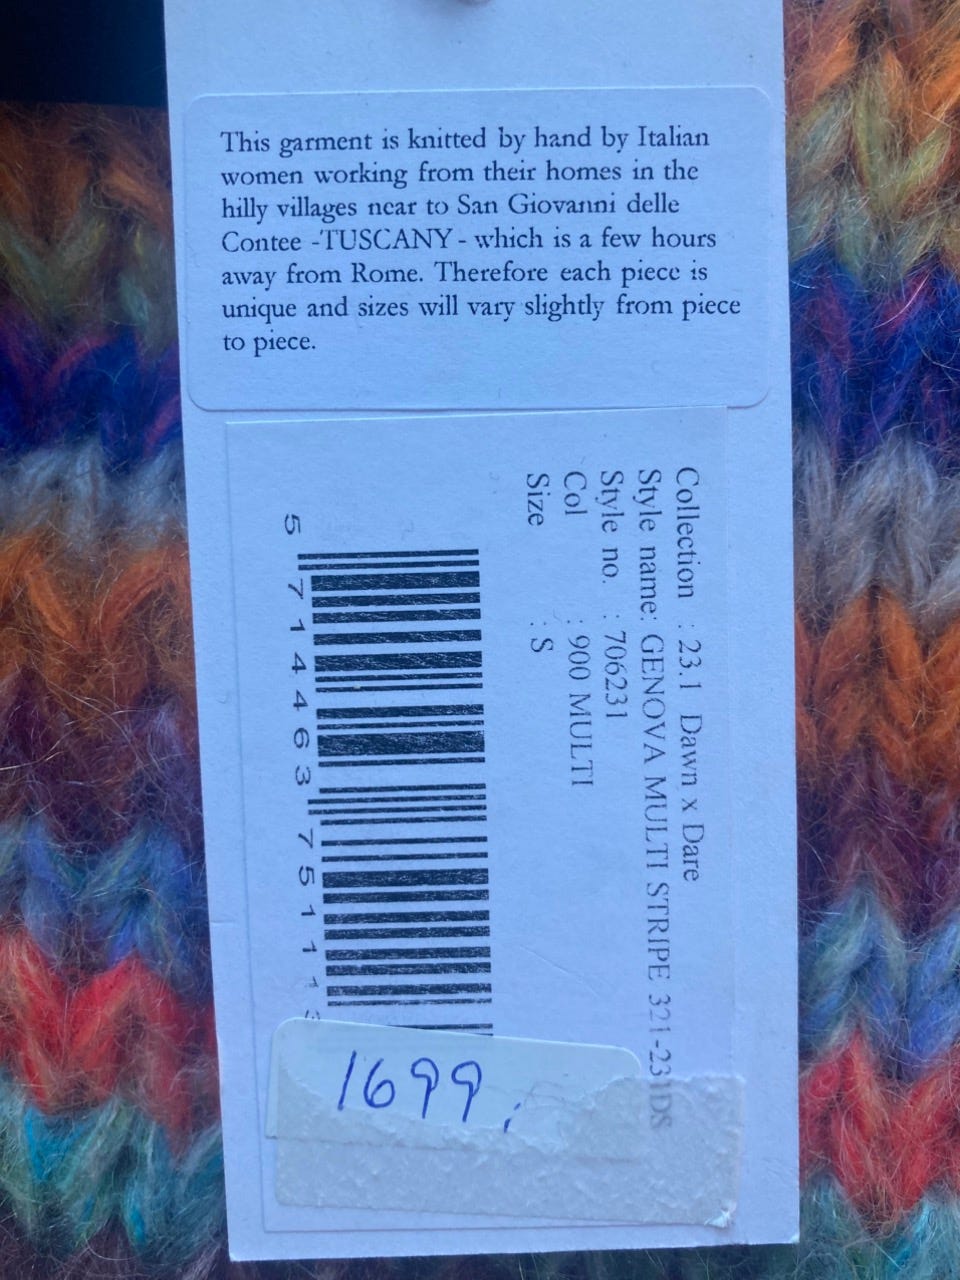 This garment is knitted by hand by Italian
women working from their homes in the
hilly villages near to San Giovanni delle
Contee -TUSCANY - which is a few hours
away from Rome. Therefore each piece is
unique and sizes will vary slightly from piece
to piece.
Collection : 23.1 Dawn x Dare
Style name: GENOVA MULTI STRIPE 321-231DS
Style no. : 706231
Col : 900 MULTI
Size : S
5 714463 751113
1699.